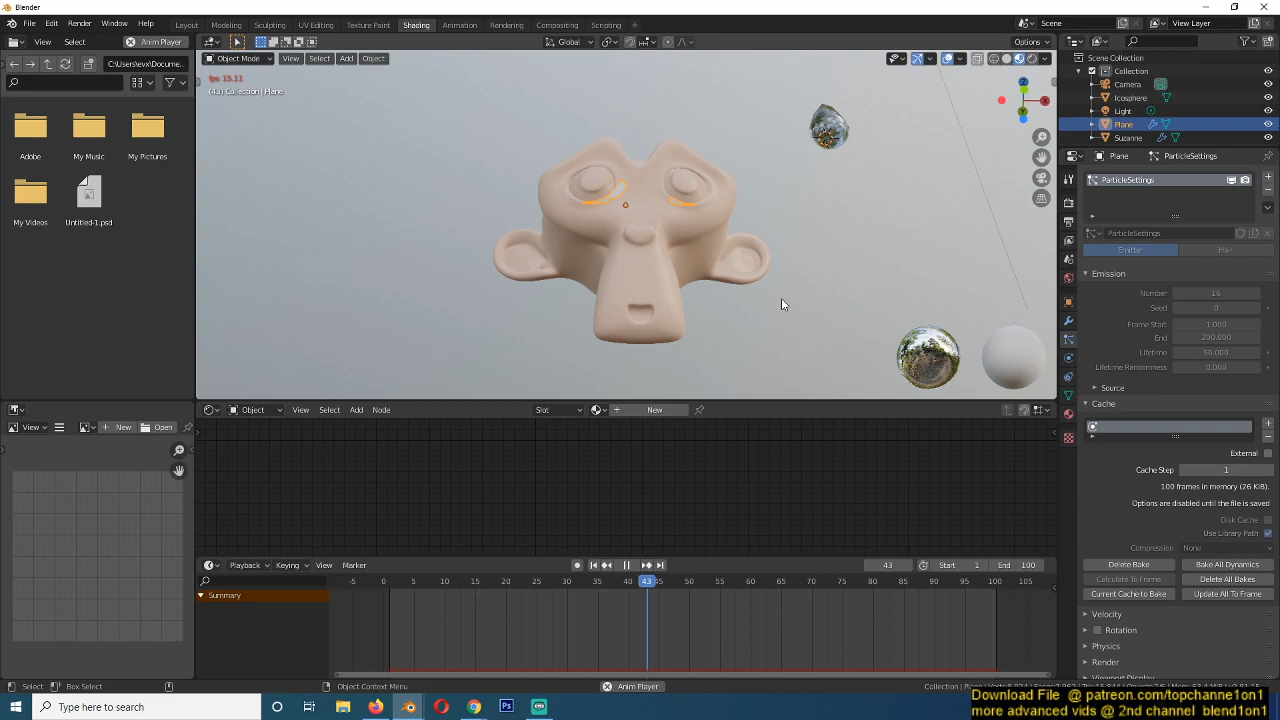 Blender
File Edit Render Window Help Layout Modeling Sculpting UV Editing Texture Paint Shading Animation Rendering Compositing Scripting Scene View Layer
View Select Anim Player Global Options
C:\evx\Docume...
Object Mode View Select Add Object
fps: 15.11
(43) Collection | Plane
Adobe My Music My Pictures
My Videos Untitled-1.psd
Z
X
Y
Scene Collection
Collection
Camera
Icosphere
Light
Plane
Suzanne
Plane ParticleSettings
ParticleSettings
ParticleSettings
Emitter Hair
Emission
Number 16
Seed 0
Frame Start 1.000
End 200.000
Lifetime 50.000
Lifetime Randomness 0.000
Source
Cache
External
Cache Step 1
100 frames in memory (26 KiB).
Options are disabled until the file is saved
Disk Cache
Use Library Path
Compression None
Delete Bake Bake All Dynamics
Calculate To Frame Delete All Bakes
Current Cache to Bake Update All To Frame
Velocity
Rotation
Physics
Render
View New Open
Object View Select Add Node Slot New
Playback Keying View Marker 43 Start 1 End 100
-5 0 5 10 15 20 25 30 35 40 43 45 50 55 60 65 70 75 80 85 90 95 100 105
Summary
Select Box Select Object Context Menu Anim Player
Type here to search
Ps
Download File @ patreon.com/topchanne1on1
more advanced vids @ 2nd channel blend1on1